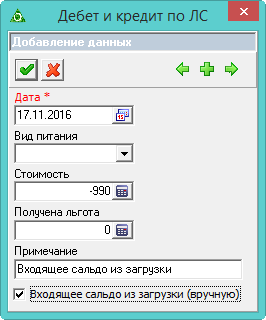 Дебет и кредит по ЛС
Добавление данных
Дата *
17.11.2016
Вид питания
Стоимость
-990
Получена льгота
0
Примечание
Входящее сальдо из загрузки
Входящее сальдо из загрузки (вручную)